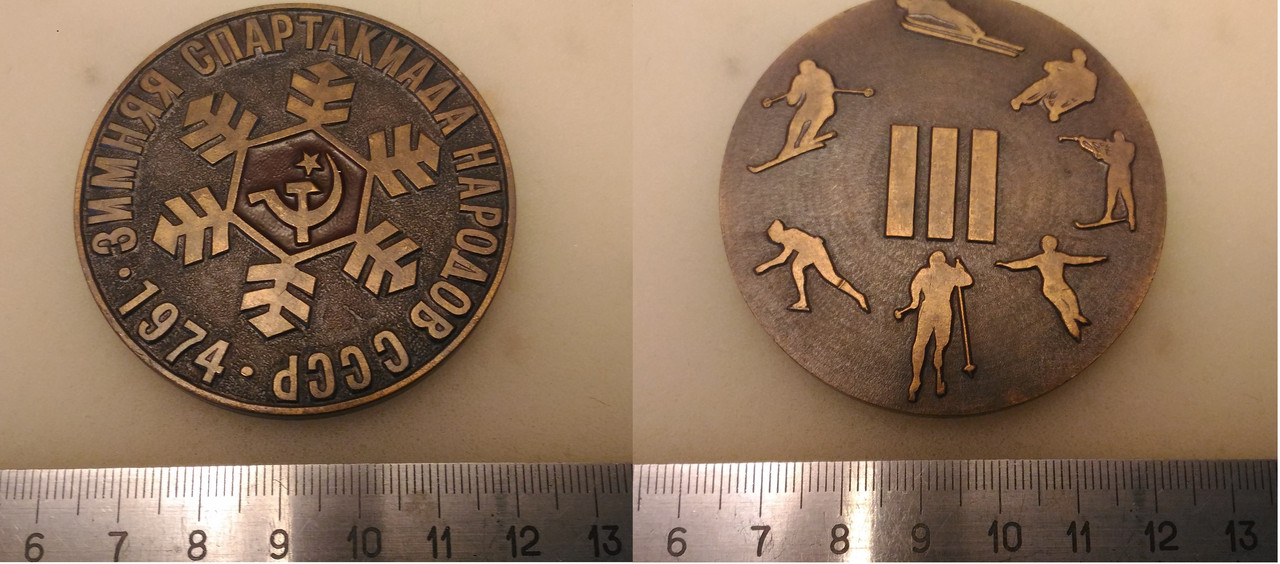 ЗИМНЯЯ СПАРТАКИАДА НАРОДОВ СССР
· 1974 ·
III
6 7 8 9 10 11 12 13
6 7 8 9 10 11 12 13